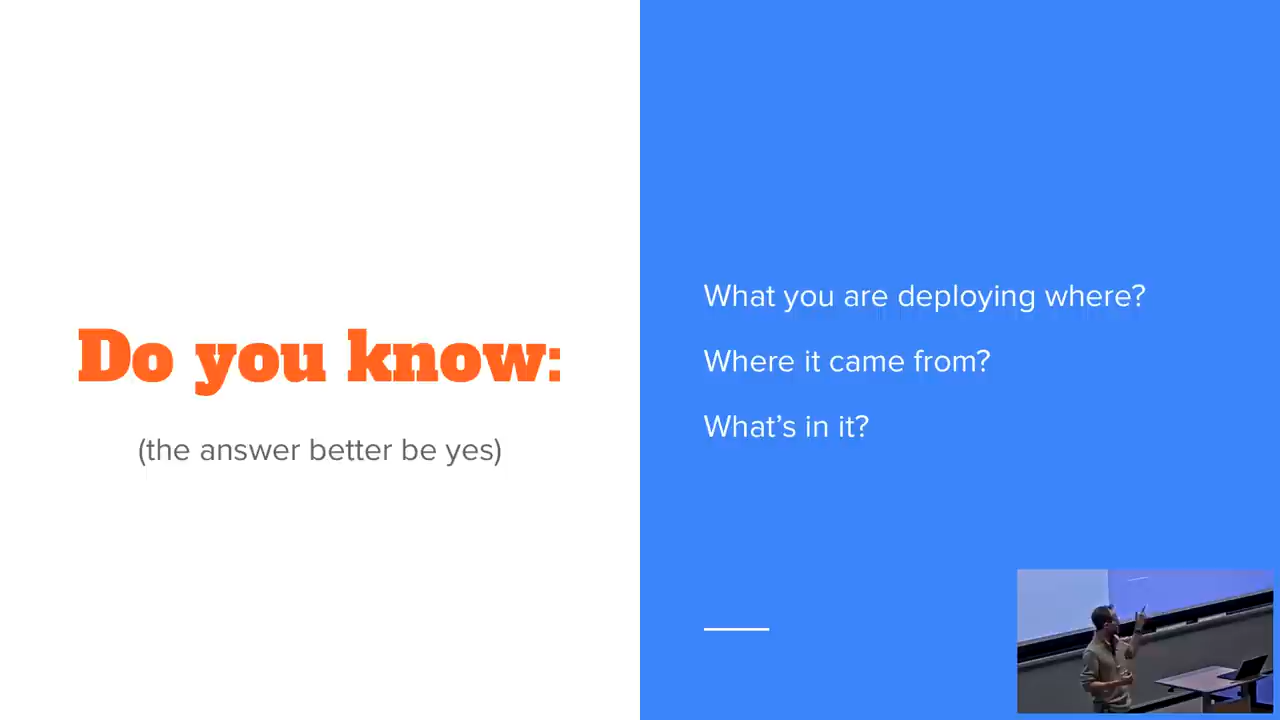 Do you know:
(the answer better be yes)
What you are deploying where?
Where it came from?
What’s in it?